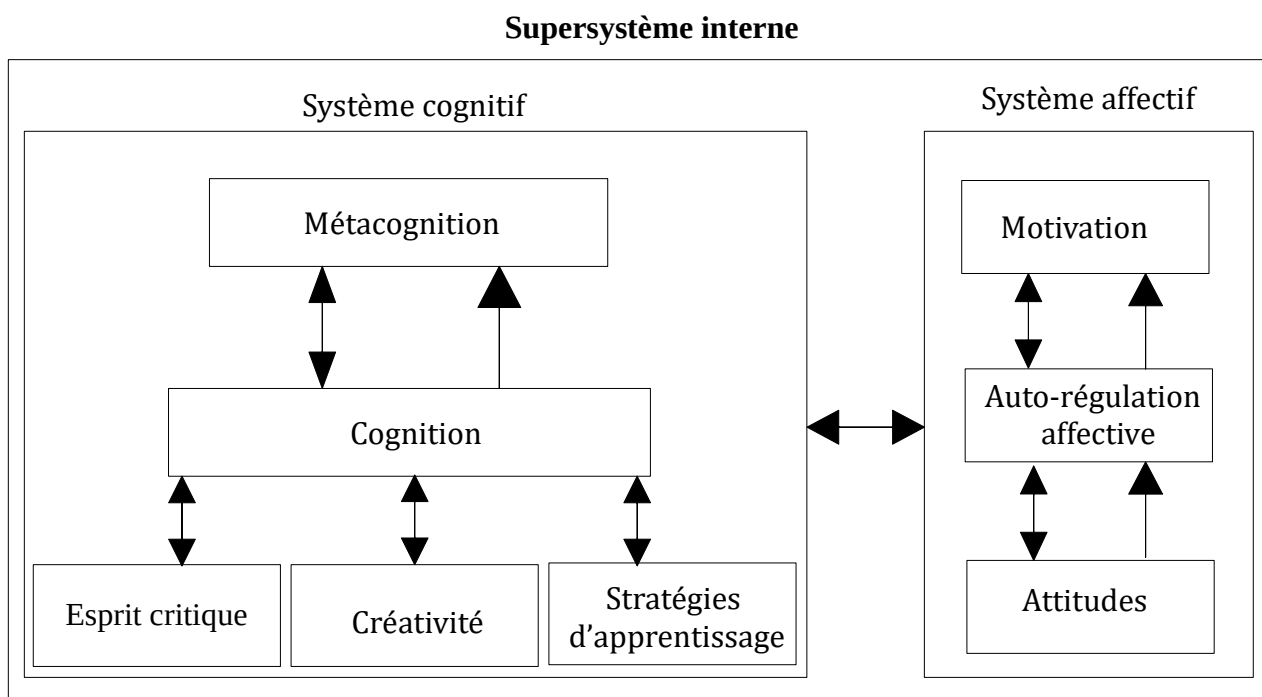 Supersystème interne
Système cognitif
Système affectif
Métacognition
Motivation
Cognition
Auto-régulation
affective
Esprit critique
Créativité
Stratégies
d’apprentissage
Attitudes